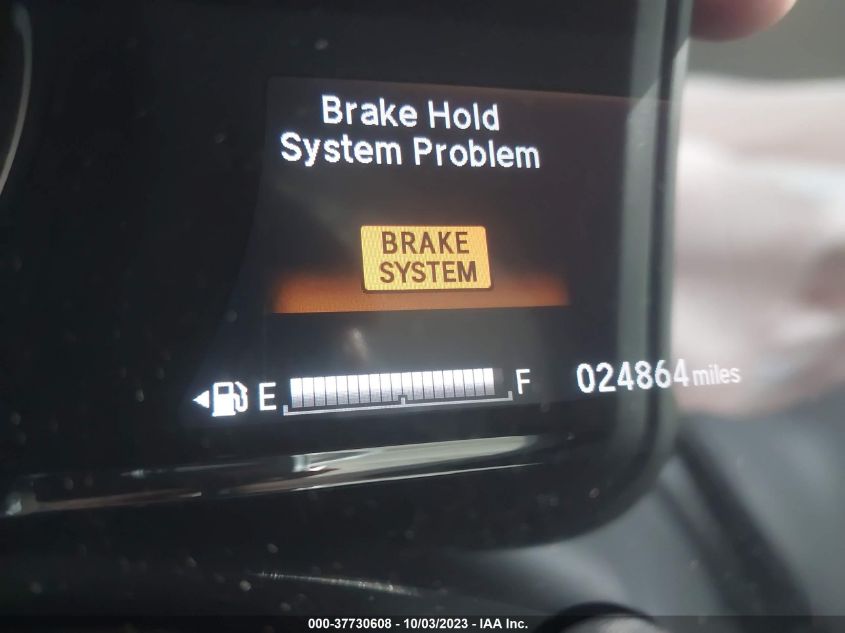 Brake Hold
System Problem
BRAKE
SYSTEM
E
F
024864 miles
000-37730608 - 10/03/2023 - IAA Inc.